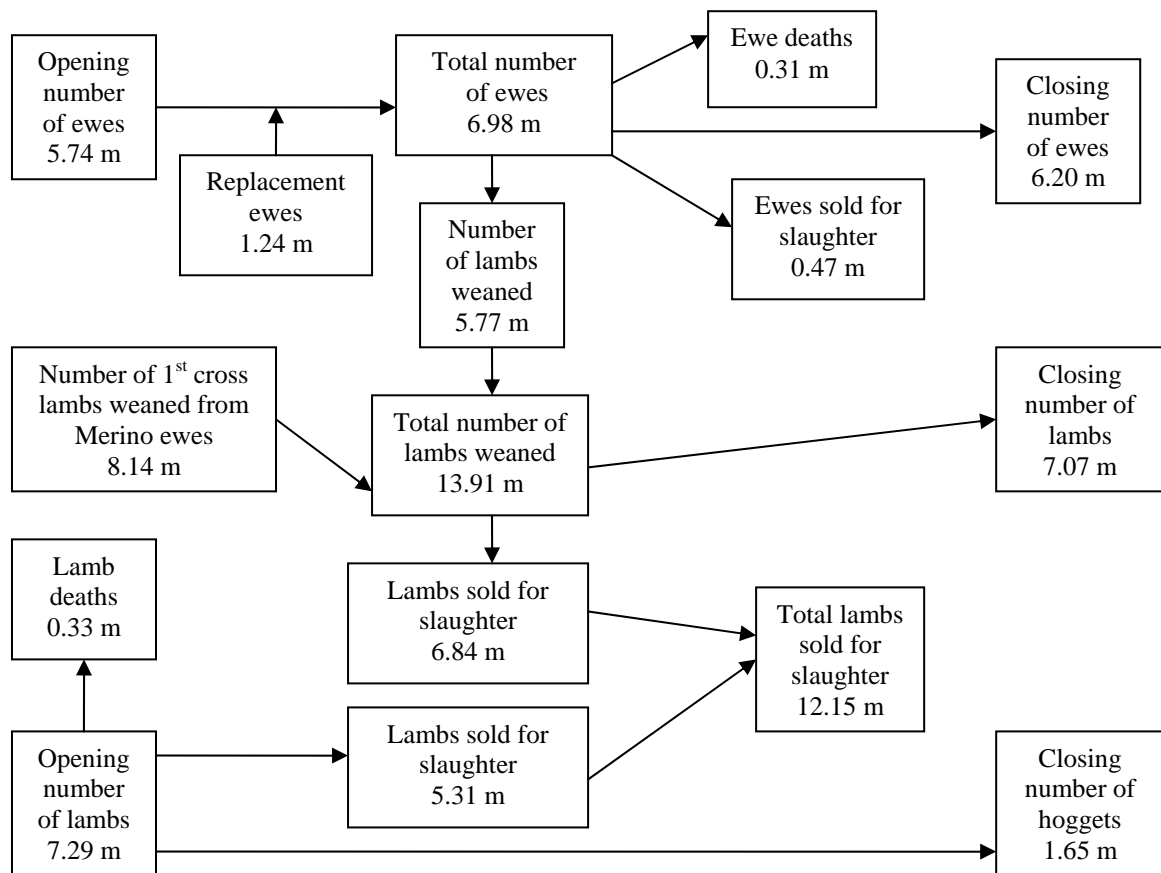 Opening
number
of ewes
5.74 m
Replacement
ewes
1.24 m
Total number
of ewes
6.98 m
Ewe deaths
0.31 m
Closing
number
of ewes
6.20 m
Ewes sold for
slaughter
0.47 m
Number
of lambs
weaned
5.77 m
Number of 1st cross
lambs weaned from
Merino ewes
8.14 m
Total number of
lambs weaned
13.91 m
Closing
number of
lambs
7.07 m
Lamb
deaths
0.33 m
Lambs sold for
slaughter
6.84 m
Total lambs
sold for
slaughter
12.15 m
Opening
number
of lambs
7.29 m
Lambs sold for
slaughter
5.31 m
Closing
number of
hoggets
1.65 m